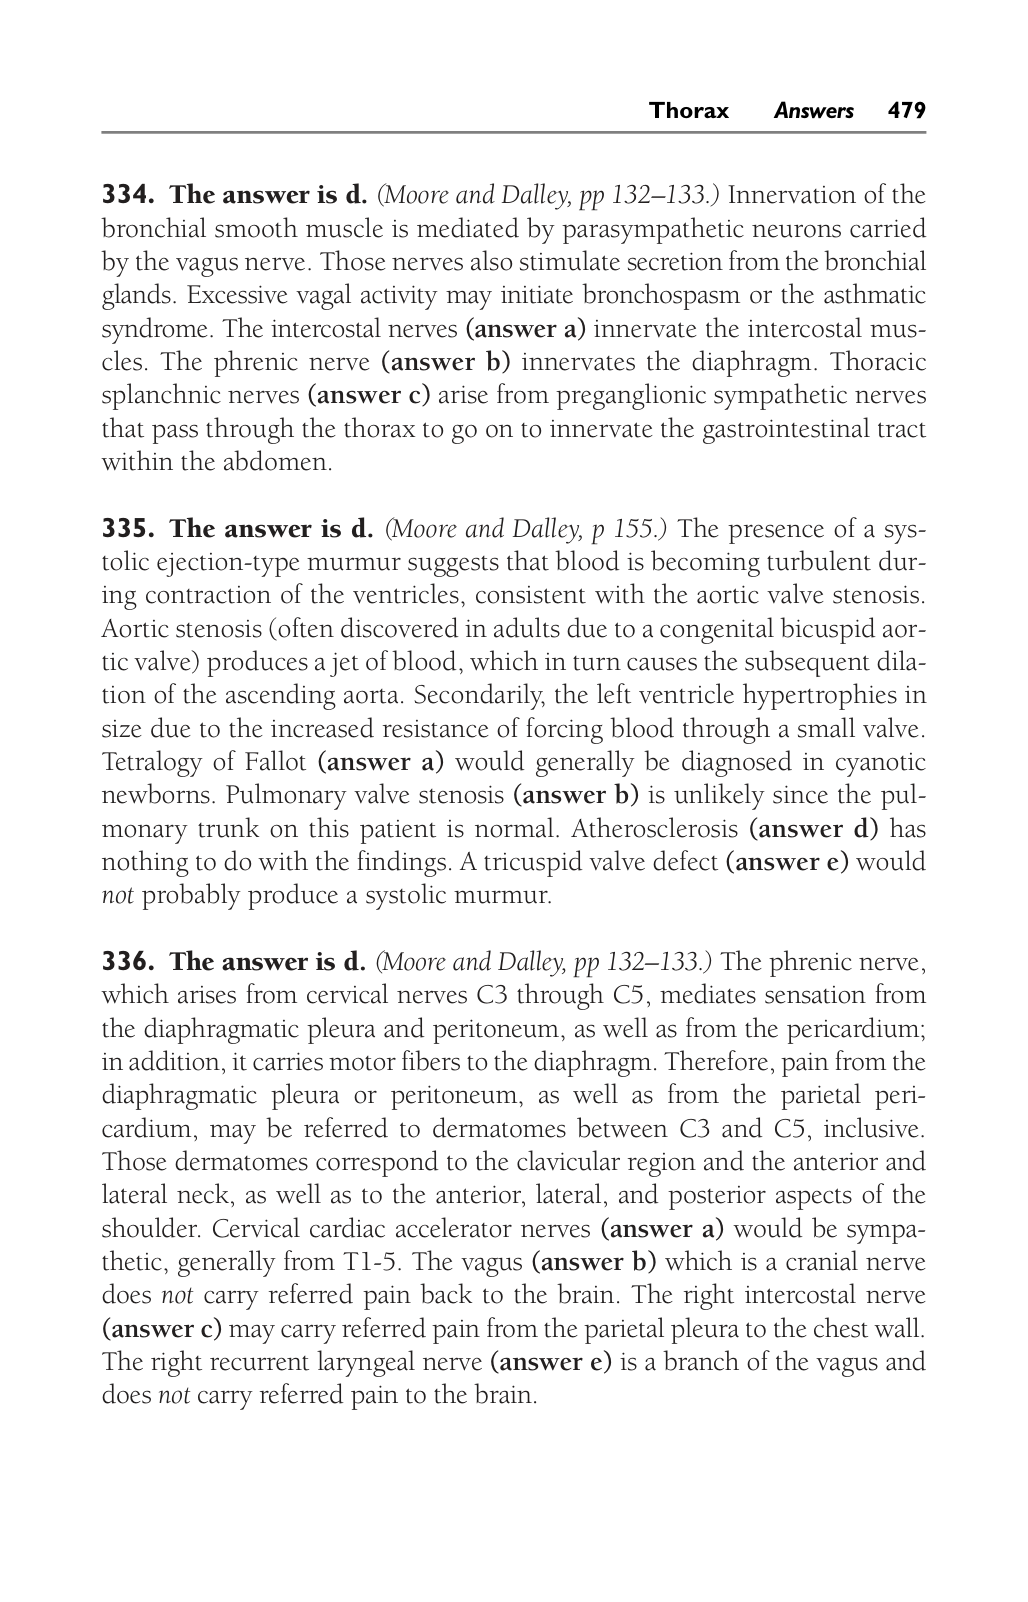 Thorax Answers 479
334. The answer is d. (Moore and Dalley, pp 132–133.) Innervation of the
bronchial smooth muscle is mediated by parasympathetic neurons carried
by the vagus nerve. Those nerves also stimulate secretion from the bronchial
glands. Excessive vagal activity may initiate bronchospasm or the asthmatic
syndrome. The intercostal nerves (answer a) innervate the intercostal mus-
cles. The phrenic nerve (answer b) innervates the diaphragm. Thoracic
splanchnic nerves (answer c) arise from preganglionic sympathetic nerves
that pass through the thorax to go on to innervate the gastrointestinal tract
within the abdomen.
335. The answer is d. (Moore and Dalley, p 155.) The presence of a sys-
tolic ejection-type murmur suggests that blood is becoming turbulent dur-
ing contraction of the ventricles, consistent with the aortic valve stenosis.
Aortic stenosis (often discovered in adults due to a congenital bicuspid aor-
tic valve) produces a jet of blood, which in turn causes the subsequent dila-
tion of the ascending aorta. Secondarily, the left ventricle hypertrophies in
size due to the increased resistance of forcing blood through a small valve.
Tetralogy of Fallot (answer a) would generally be diagnosed in cyanotic
newborns. Pulmonary valve stenosis (answer b) is unlikely since the pul-
monary trunk on this patient is normal. Atherosclerosis (answer d) has
nothing to do with the findings. A tricuspid valve defect (answer e) would
not probably produce a systolic murmur.
336. The answer is d. (Moore and Dalley, pp 132–133.) The phrenic nerve,
which arises from cervical nerves C3 through C5, mediates sensation from
the diaphragmatic pleura and peritoneum, as well as from the pericardium;
in addition, it carries motor fibers to the diaphragm. Therefore, pain from the
diaphragmatic pleura or peritoneum, as well as from the parietal peri-
cardium, may be referred to dermatomes between C3 and C5, inclusive.
Those dermatomes correspond to the clavicular region and the anterior and
lateral neck, as well as to the anterior, lateral, and posterior aspects of the
shoulder. Cervical cardiac accelerator nerves (answer a) would be sympa-
thetic, generally from T1-5. The vagus (answer b) which is a cranial nerve
does not carry referred pain back to the brain. The right intercostal nerve
(answer c) may carry referred pain from the parietal pleura to the chest wall.
The right recurrent laryngeal nerve (answer e) is a branch of the vagus and
does not carry referred pain to the brain.